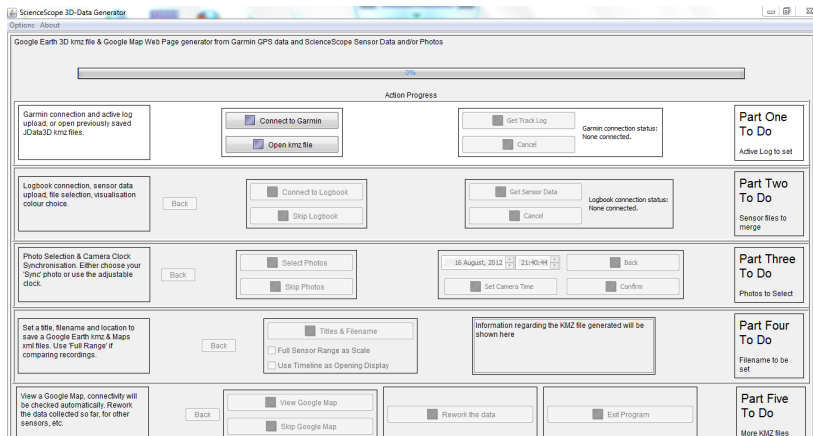 ScienceScope 3D-Data Generator
Options About
Google Earth 3D kmz file & Google Map Web Page generator from Garmin GPS data and ScienceScope Sensor Data and/or Photos
0%
Action Progress
Garmin connection and active log
upload, or open previously saved
JData3D kmz files.
Connect to Garmin
Open kmz file
Get Track Log
Cancel
Garmin connection status:
None connected.
Part One
To Do
Active Log to set
Logbook connection, sensor data
upload, file selection, visualisation
colour choice.
Back
Connect to Logbook
Skip Logbook
Get Sensor Data
Cancel
Logbook connection status:
None connected.
Part Two
To Do
Sensor files to
merge
Photo Selection & Camera Clock
Synchronisation. Either choose your
'Sync' photo or use the adjustable
clock.
Back
Select Photos
Skip Photos
16 August, 2012
21:40:44
Back
Set Camera Time
Confirm
Part Three
To Do
Photos to Select
Set a title, filename and location to
save a Google Earth kmz & Maps
xml files. Use 'Full Range' if
comparing recordings.
Back
Titles & Filename
Full Sensor Range as Scale
Use Timeline as Opening Display
Information regarding the KMZ file generated will be
shown here
Part Four
To Do
Filename to be
set
View a Google Map, connectivity will
be checked automatically. Rework
the data collected so far, for other
sensors, etc.
Back
View Google Map
Skip Google Map
Rework the data
Exit Program
Part Five
To Do
More KMZ files